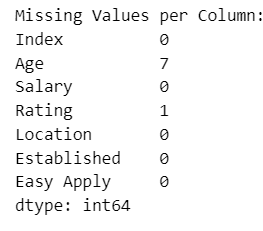 Missing Values per Column:
Index 0
Age 7
Salary 0
Rating 1
Location 0
Established 0
Easy Apply 0
dtype: int64